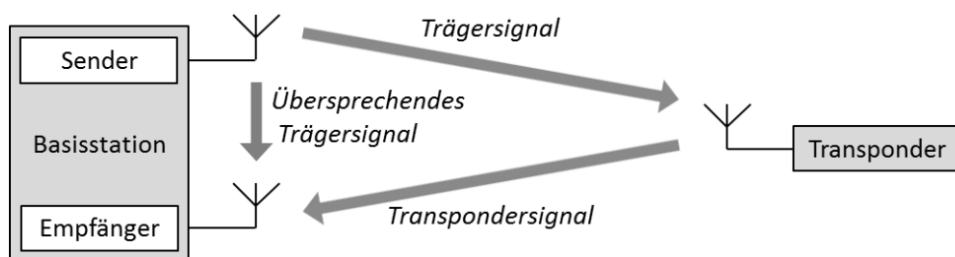 Sender
Trägersignal
Übersprechendes
Trägersignal
Basisstation
Transponder
Empfänger
Transpondersignal